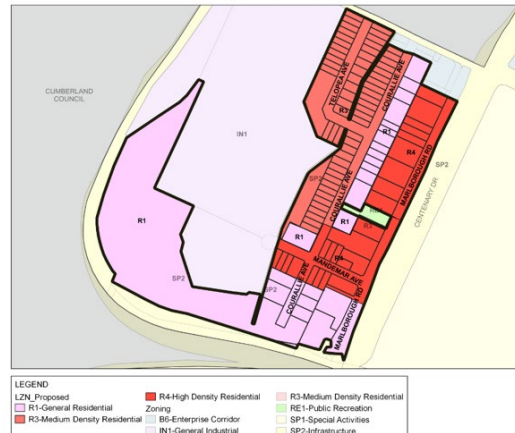 CUMBERLAND
COUNCIL
TELOPEA AVE
COURALLIE AVE
R3
R1
IN1
R4
MARLBOROUGH RD
SP2
SP2
CENTENARY DR
COURALLIE AVE
R1
R1
R1
MANDEMAR AVE
SP2
SP2
COURALLIE AVE
MARLBOROUGH RD
LEGEND
LZN_Proposed
R1-General Residential
R3-Medium Density Residential
R4-High Density Residential
Zoning
B6-Enterprise Corridor
IN1-General Industrial
R3-Medium Density Residential
RE1-Public Recreation
SP1-Special Activities
SP2-Infrastructure